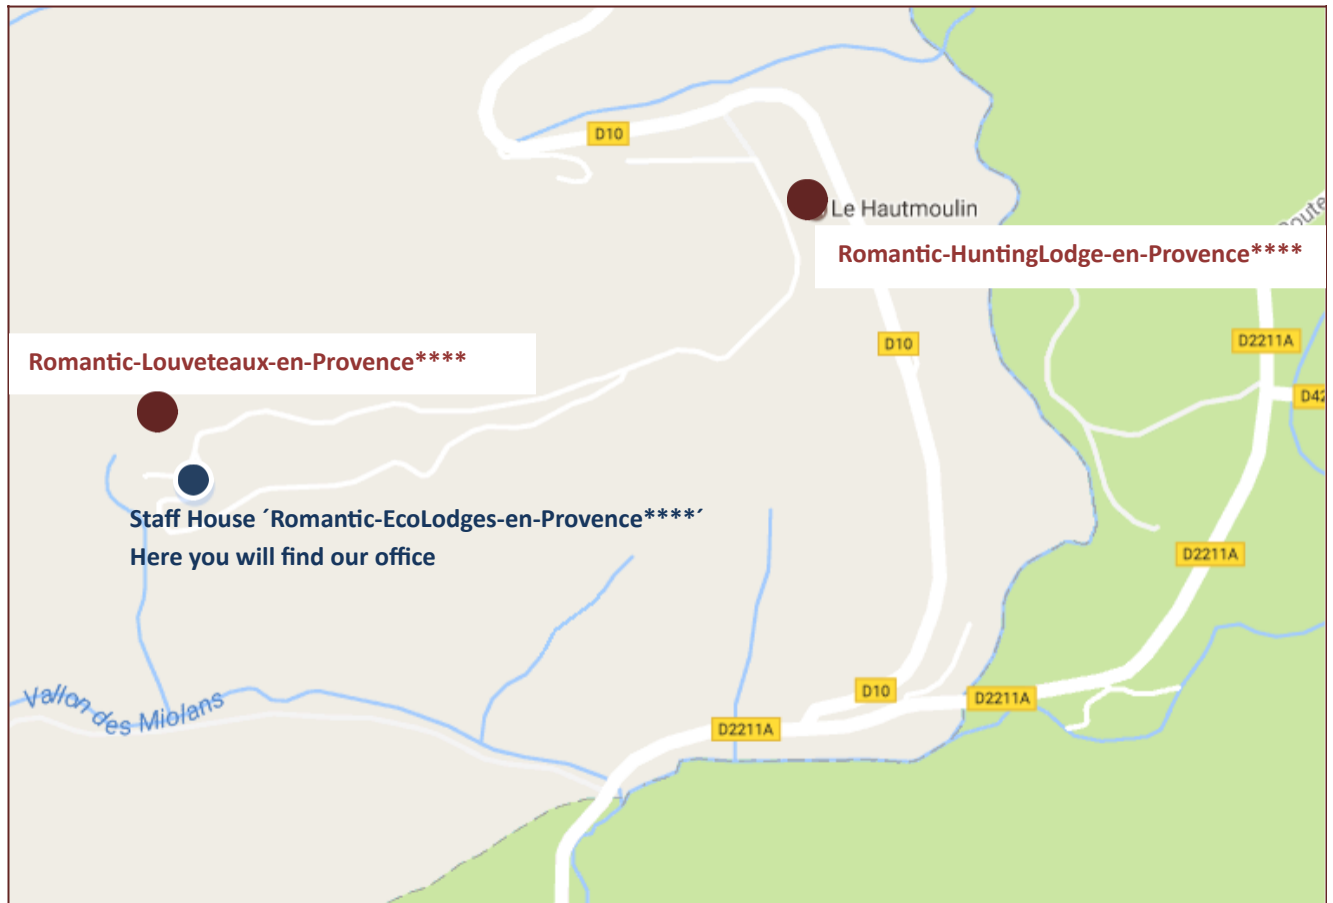 D10
Le Hautmoulin
Route
Romantic-HuntingLodge-en-Provence****
D10
D2211A
Romantic-Louveteaux-en-Provence****
D42
Staff House ´Romantic-EcoLodges-en-Provence****´
Here you will find our office
D2211A
Vallon des Miolans
D10
D2211A
D2211A